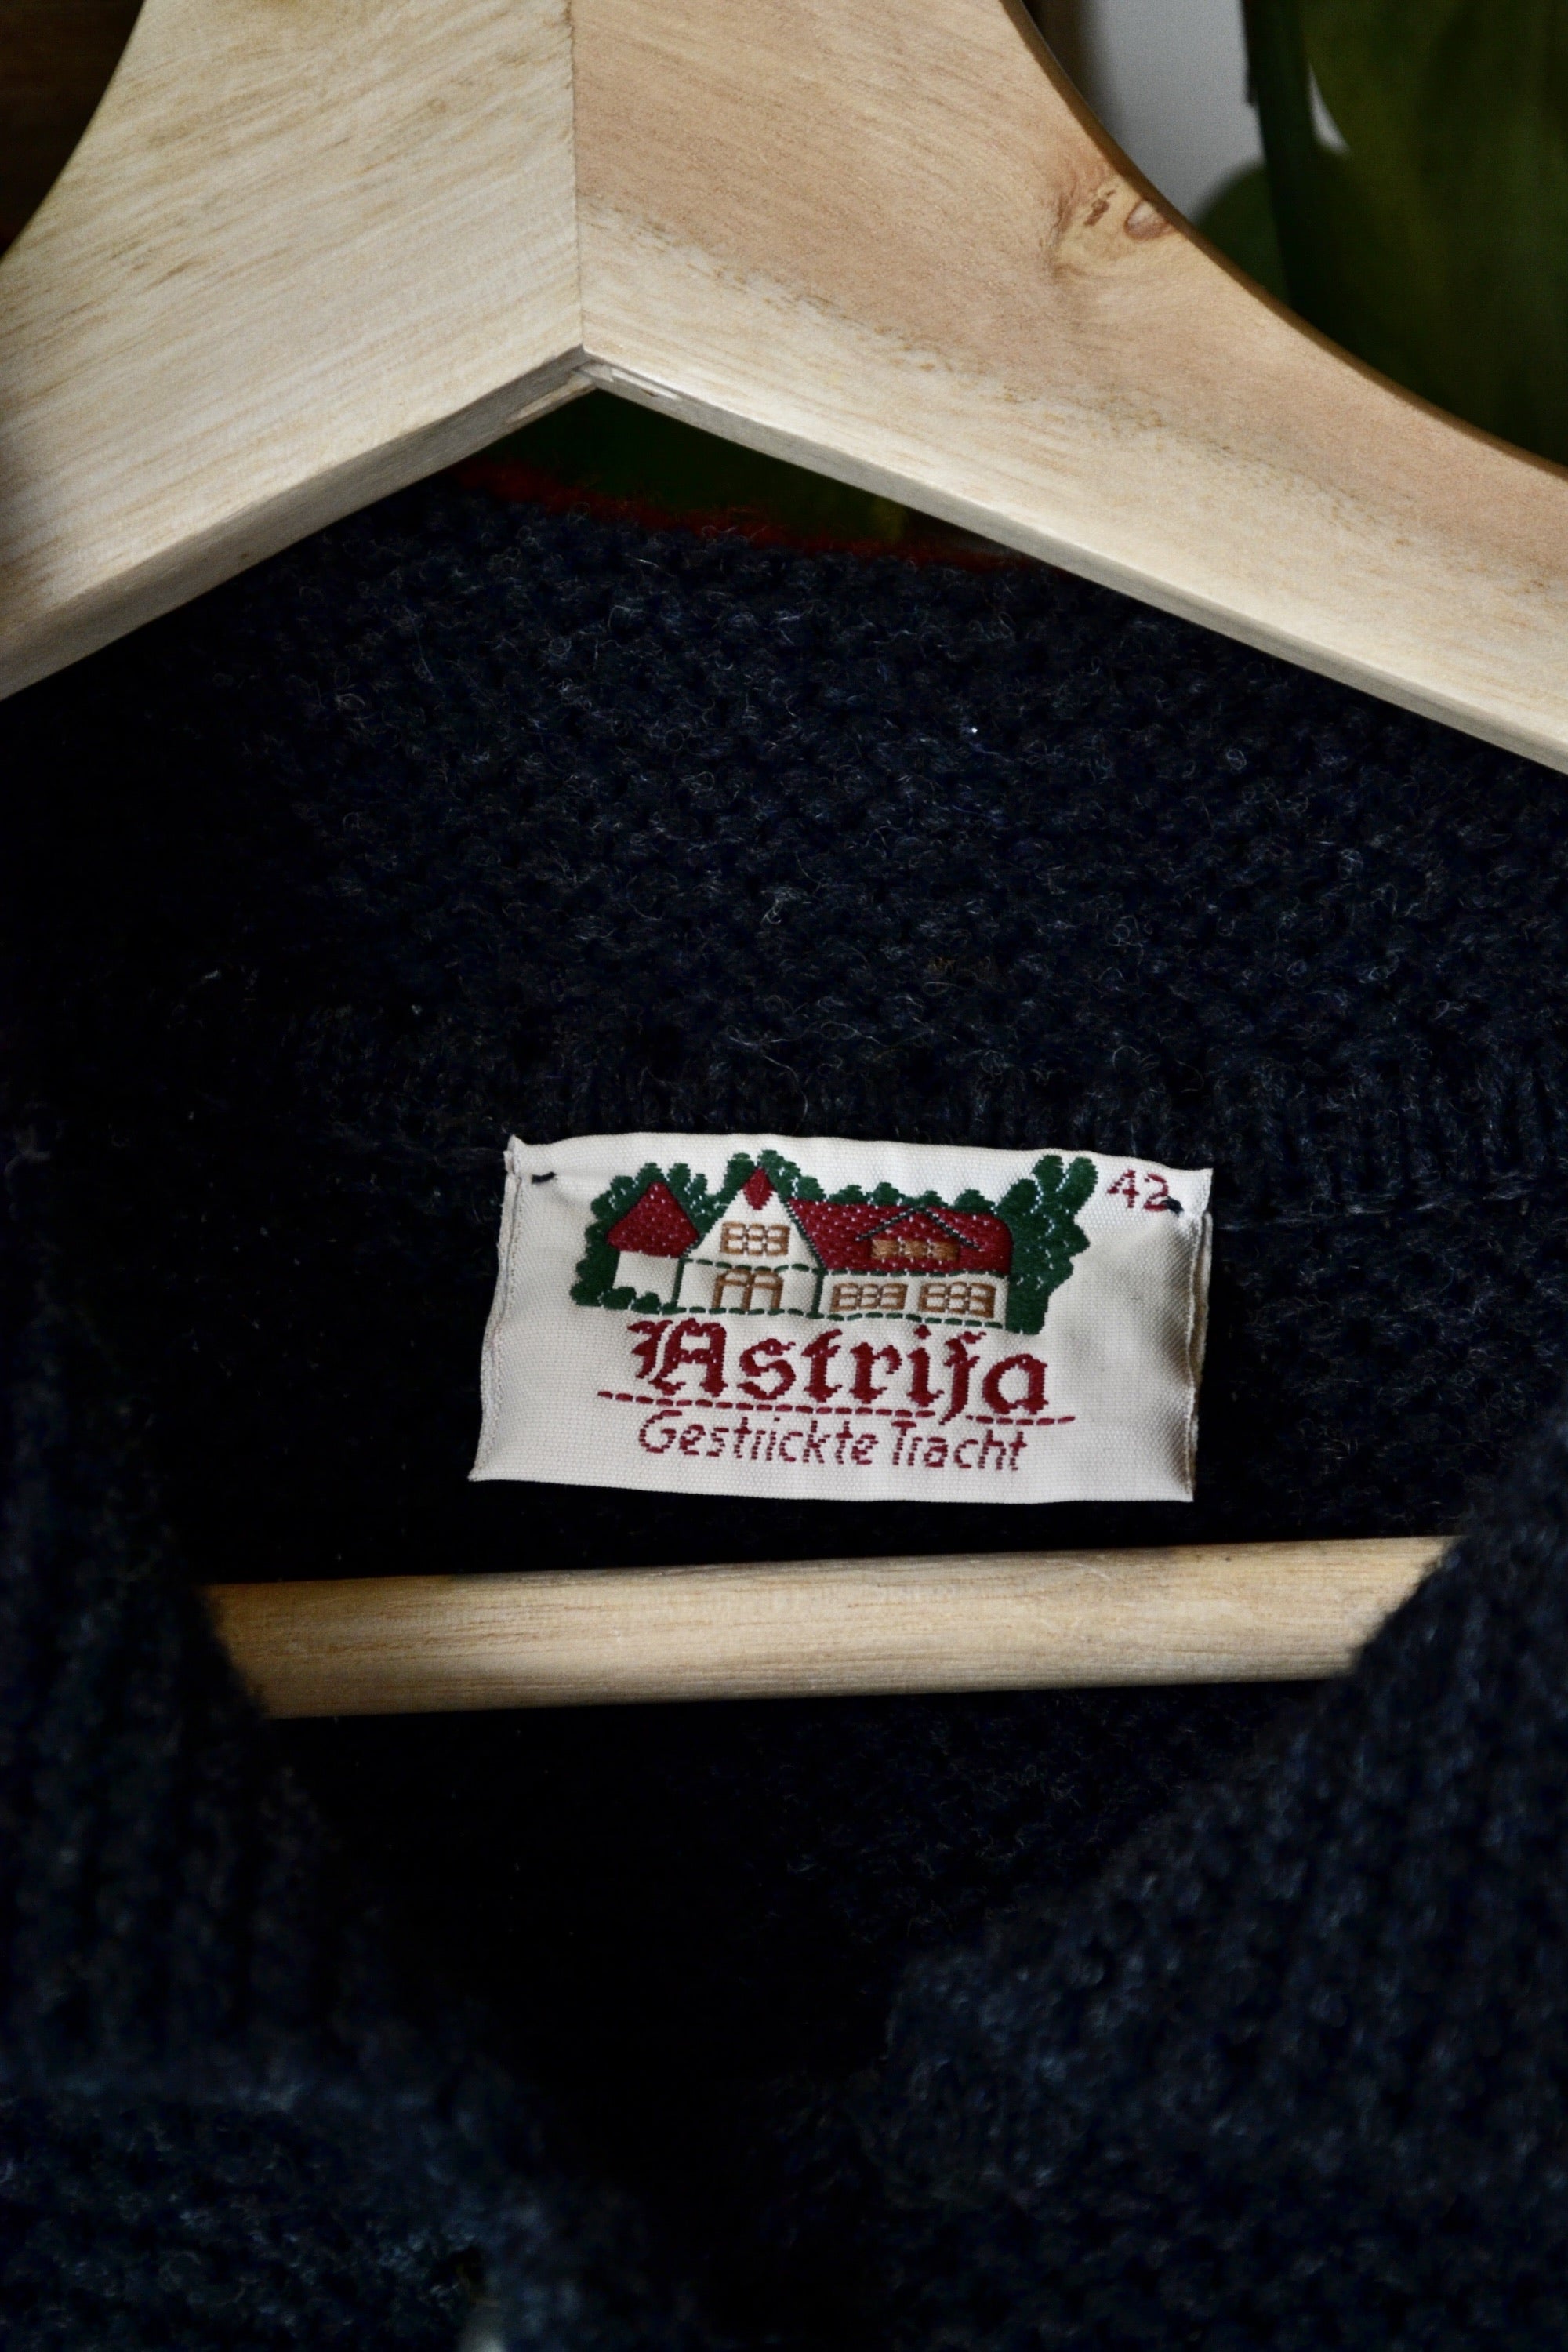 42
Astrifa
Gestrickte Tracht